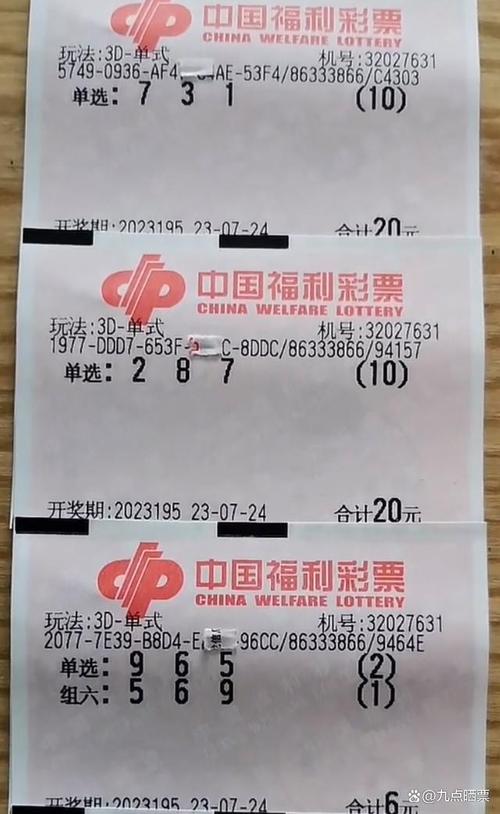 中国福利彩票
CHINA WELFARE LOTTERY
玩法:3D-单式 机号:32027631
5749-0936-AF4 AE-53F4/86333866/C4303
单选: 7 3 1 (10)
开奖期:2023195 23-07-24 合计20元
中国福利彩票
CHINA WELFARE LOTTERY
玩法:3D-单式 机号:32027631
1977-DDD7-653F- C-8DDC/86333866/94157
单选: 2 8 7 (10)
开奖期:2023195 23-07-24 合计20元
中国福利彩票
CHINA WELFARE LOTTERY
玩法:3D-单式 机号:32027631
2077-7E39-B8D4-E -96CC/86333866/9464E
单选: 9 6 5 (2)
组六: 5 6 9 (1)
开奖期:2023195 23-07-24 合计6元
@九点晒票